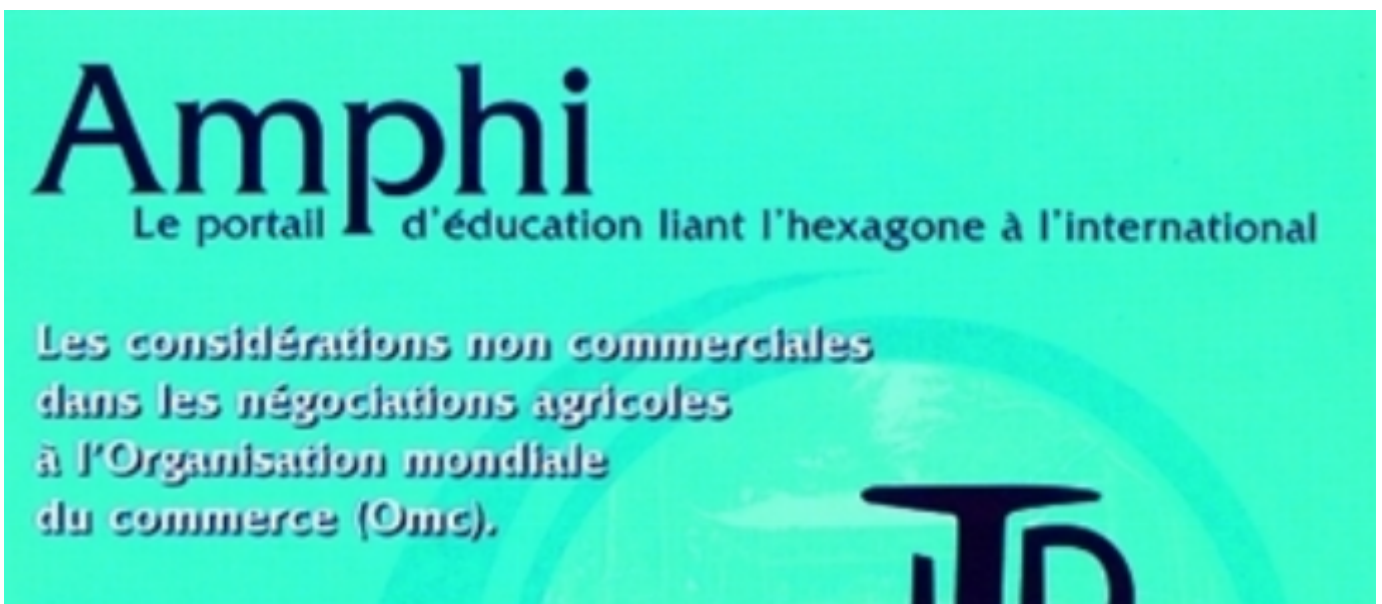 Amphi
Le portail d'éducation liant l'hexagone à l'international
Les considérations non commerciales
dans les négociations agricoles
à l'Organisation mondiale
du commerce (Omc).